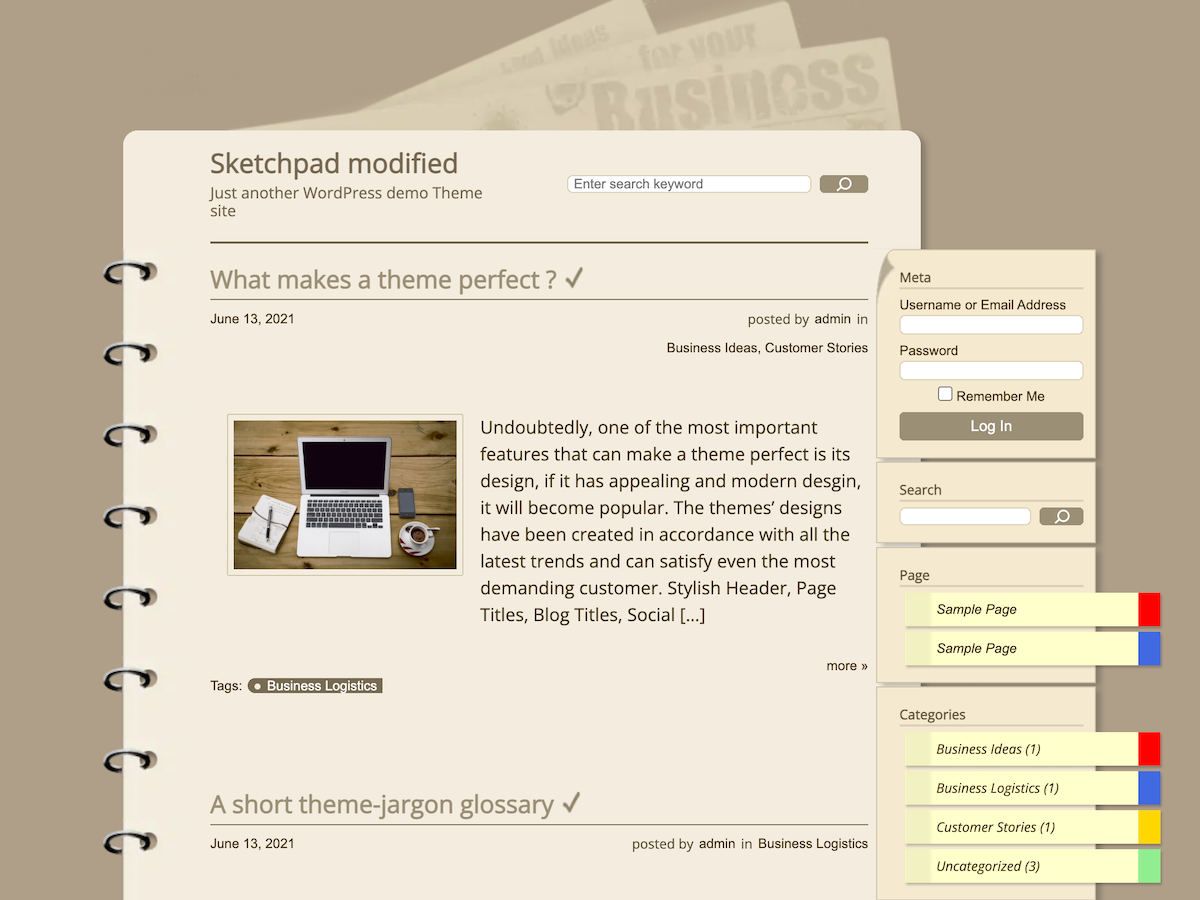 and Ideas
for your
Business
Sketchpad modified
Just another WordPress demo Theme
site
Enter search keyword
What makes a theme perfect ?
June 13, 2021
posted by admin in
Business Ideas, Customer Stories
Undoubtedly, one of the most important
features that can make a theme perfect is its
design, if it has appealing and modern desgin,
it will become popular. The themes’ designs
have been created in accordance with all the
latest trends and can satisfy even the most
demanding customer. Stylish Header, Page
Titles, Blog Titles, Social [...]
more »
Tags: Business Logistics
A short theme-jargon glossary
June 13, 2021
posted by admin in Business Logistics
Meta
Username or Email Address
Password
Remember Me
Log In
Search
Page
Sample Page
Sample Page
Categories
Business Ideas (1)
Business Logistics (1)
Customer Stories (1)
Uncategorized (3)